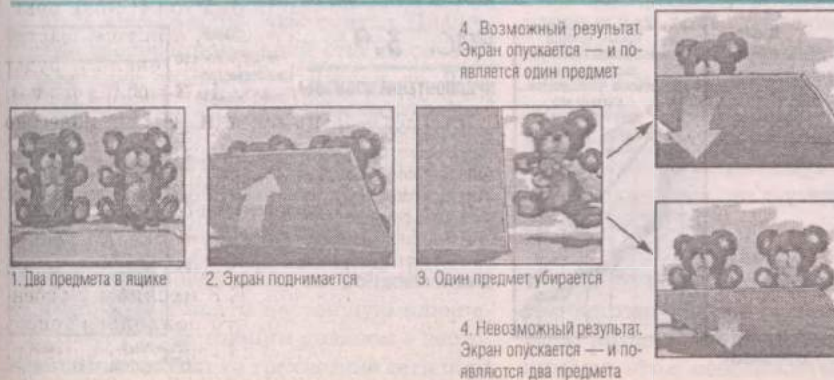 4. Возможный результат.
Экран опускается — и по-
является один предмет
1. Два предмета в ящике
2. Экран поднимается
3. Один предмет убирается
4. Невозможный результат.
Экран опускается — и по-
являются два предмета